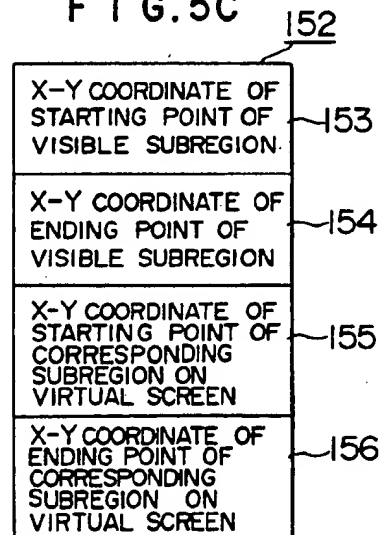 FIG.5C
152
X-Y COORDINATE OF
STARTING POINT OF
VISIBLE SUBREGION
153
X-Y COORDINATE OF
ENDING POINT OF
VISIBLE SUBREGION
154
X-Y COORDINATE OF
STARTING POINT OF
CORRESPONDING
SUBREGION ON
VIRTUAL SCREEN
155
X-Y COORDINATE OF
ENDING POINT OF
CORRESPONDING
SUBREGION ON
VIRTUAL SCREEN
156